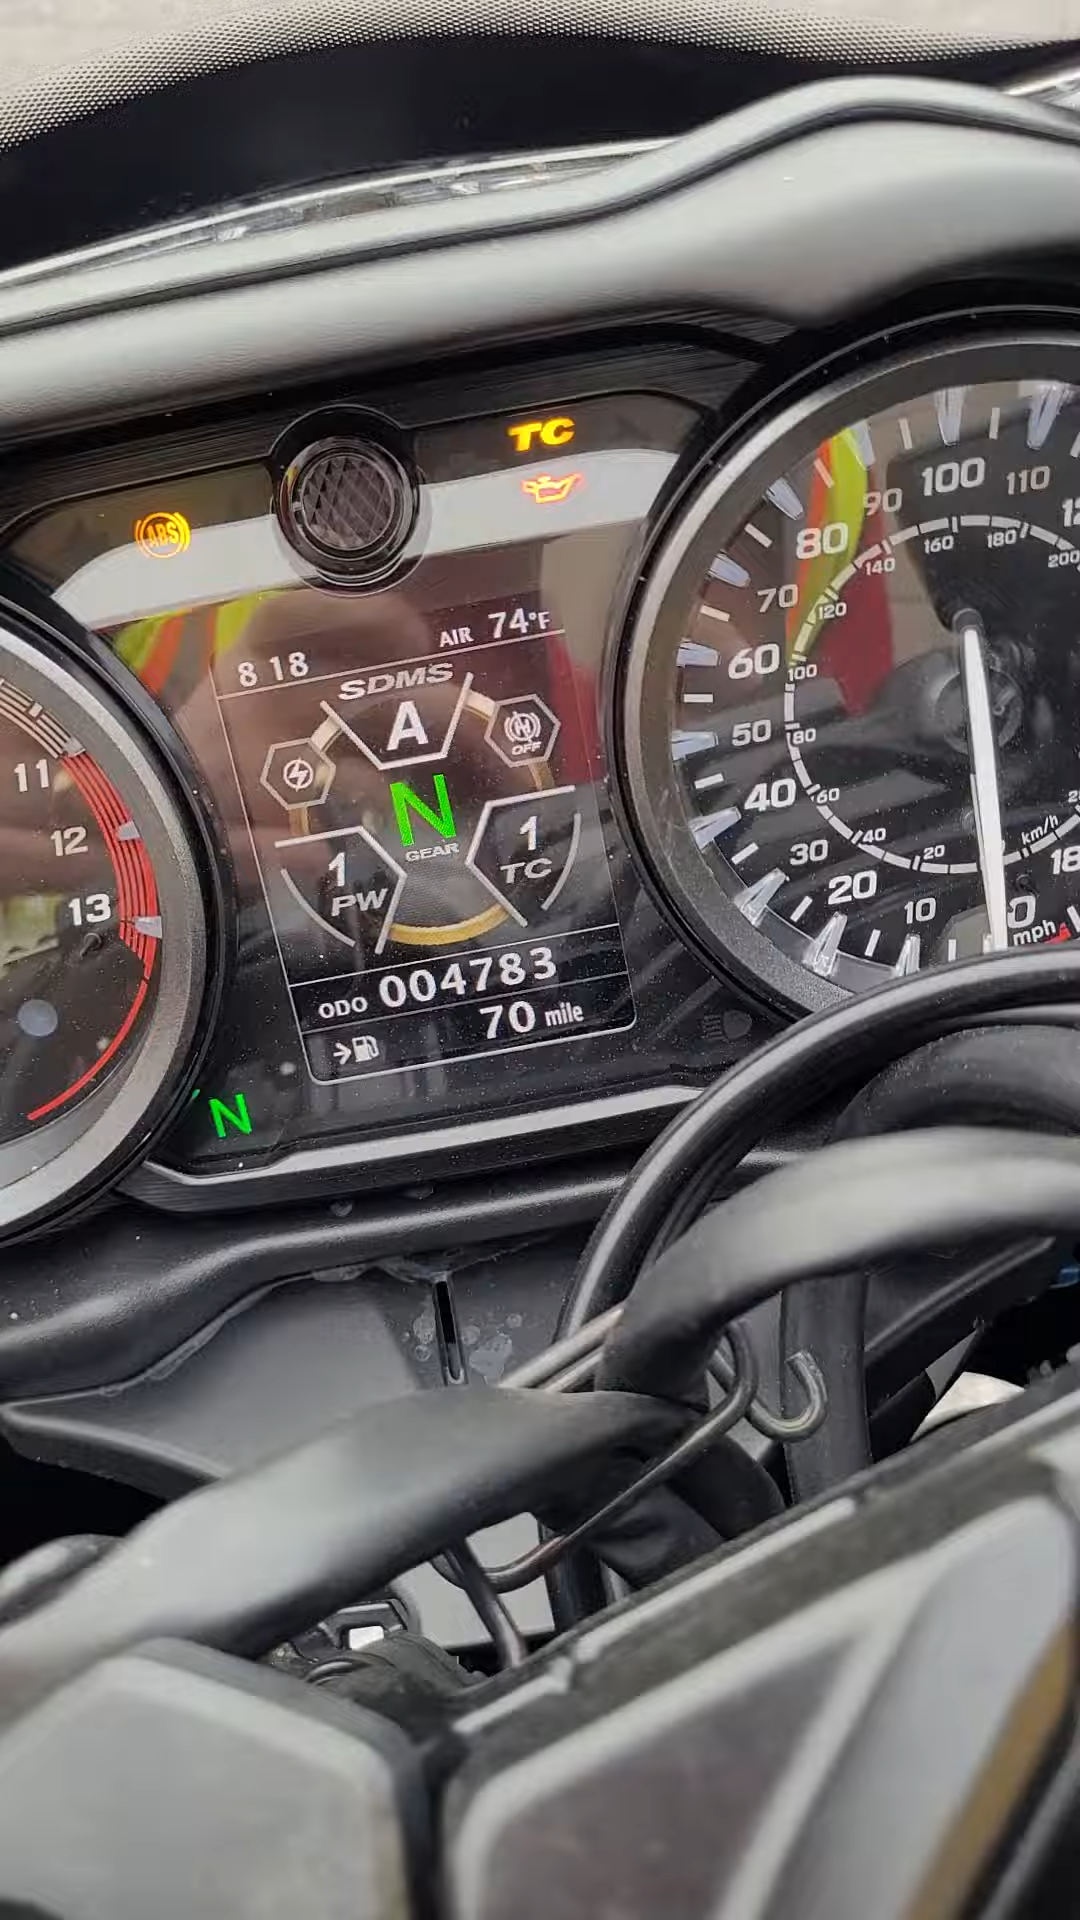 TC
ABS
8 18 AIR 74°F
SDMS
A
OFF
N
GEAR
1
PW
1
TC
ODO 004783
70 mile
N
11
12
13
100
110
90
80
70
60
50
40
30
20
10
0
mph
180
160
140
120
100
80
60
40
20
km/h
200